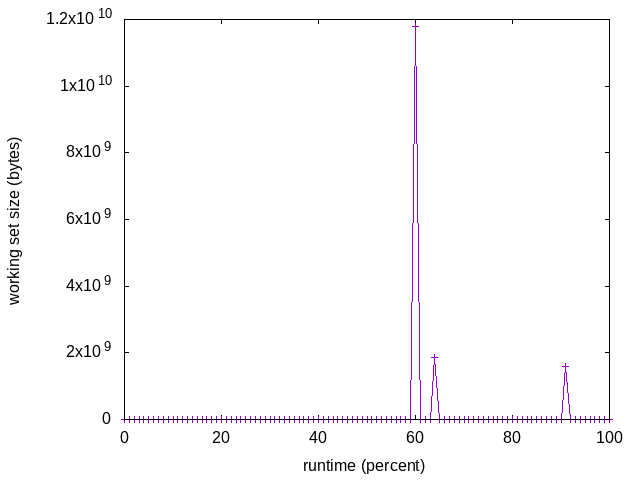 1.2x10 10
1x10 10
8x10 9
6x10 9
4x10 9
2x10 9
0
0 20 40 60 80 100
working set size (bytes)
runtime (percent)